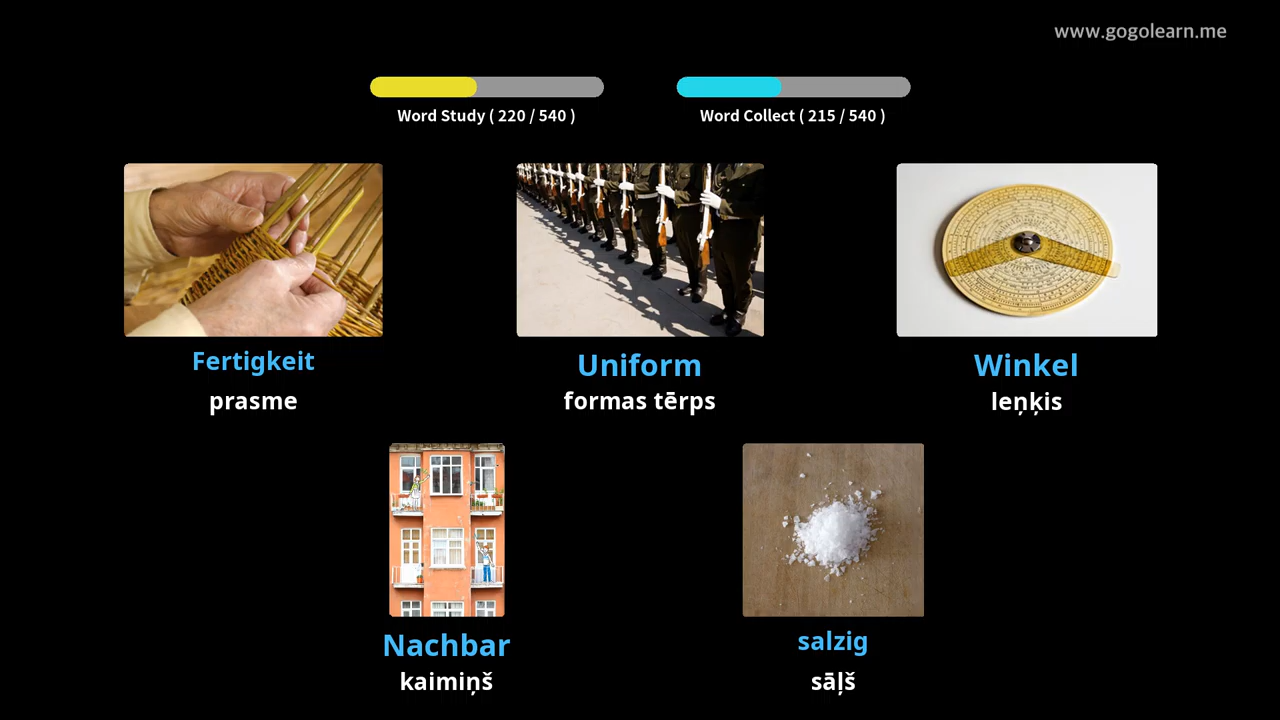 www.gogolearn.me
Word Study ( 220 / 540 )
Word Collect ( 215 / 540 )
Fertigkeit
prasme
Uniform
formas tērps
Winkel
leņķis
Nachbar
kaimiņš
salzig
sāļš